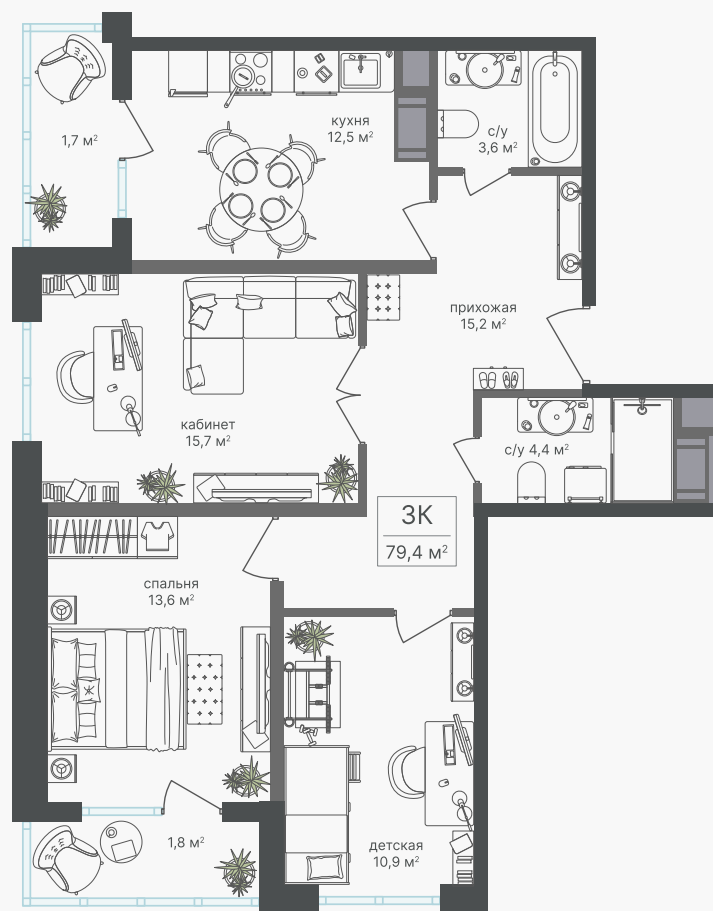 кухня
12,5 м²
1,7 м²
с/у
3,6 м²
прихожая
15,2 м²
кабинет
15,7 м²
с/у 4,4 м²
3К
79,4 м²
спальня
13,6 м²
1,8 м²
детская
10,9 м²